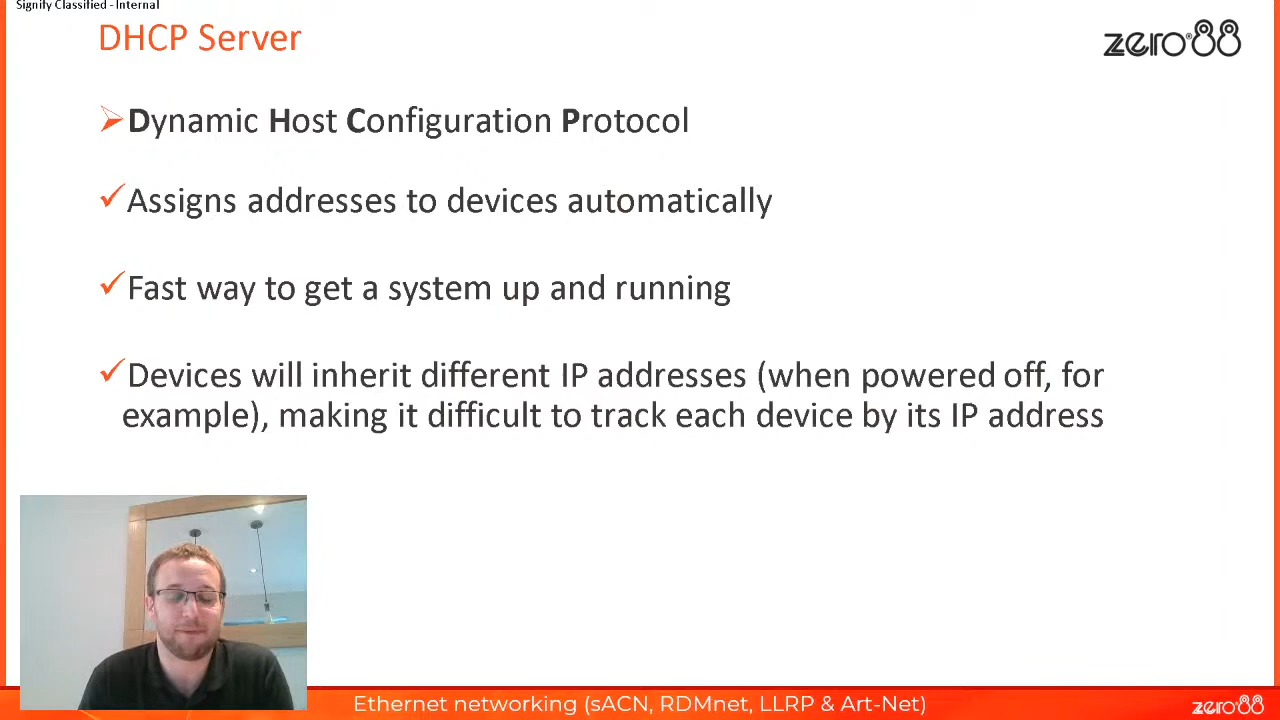 Signify Classified - Internal
DHCP Server
zero®88
Dynamic Host Configuration Protocol
Assigns addresses to devices automatically
Fast way to get a system up and running
Devices will inherit different IP addresses (when powered off, for
example), making it difficult to track each device by its IP address
Ethernet networking (sACN, RDMnet, LLRP & Art-Net)
zero88